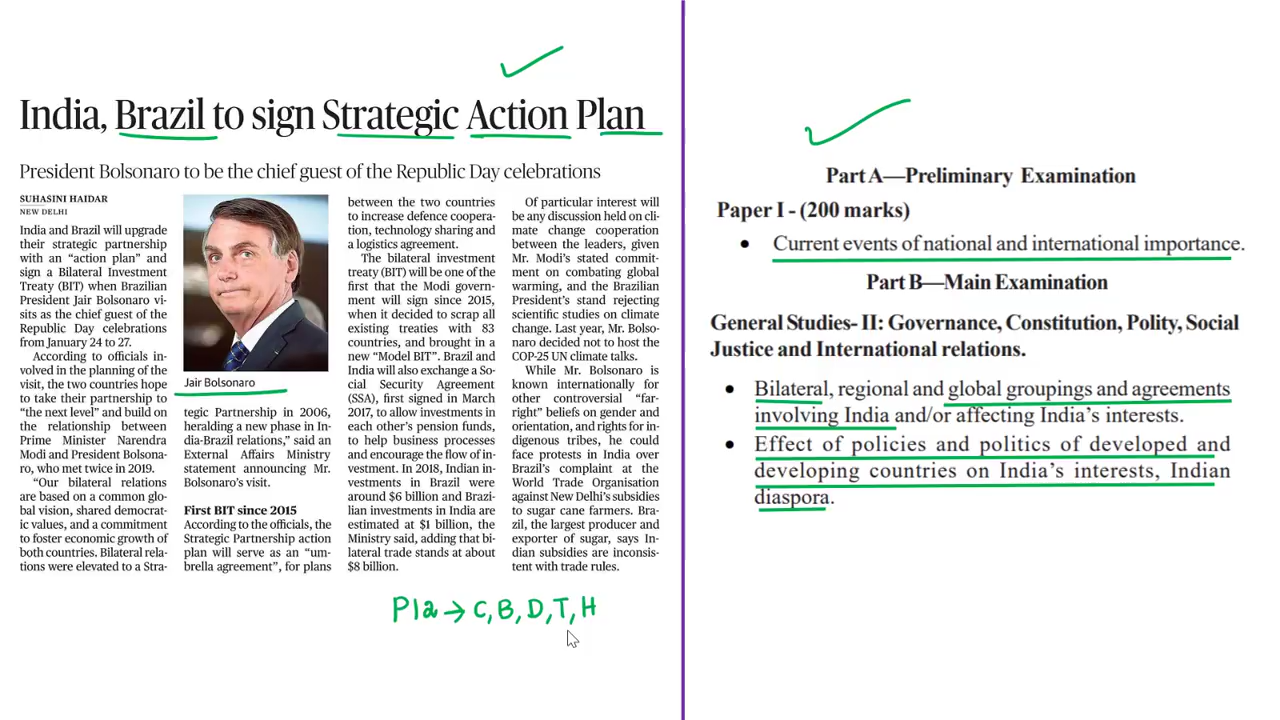 India, Brazil to sign Strategic Action Plan
President Bolsonaro to be the chief guest of the Republic Day celebrations
SUHASINI HAIDAR
NEW DELHI
India and Brazil will upgrade
their strategic partnership
with an “action plan” and
sign a Bilateral Investment
Treaty (BIT) when Brazilian
President Jair Bolsonaro vi-
sits as the chief guest of the
Republic Day celebrations
from January 24 to 27.
According to officials in-
volved in the planning of the
visit, the two countries hope
to take their partnership to
“the next level” and build on
the relationship between
Prime Minister Narendra
Modi and President Bolsona-
ro, who met twice in 2019.
“Our bilateral relations
are based on a common glo-
bal vision, shared democrat-
ic values, and a commitment
to foster economic growth of
both countries. Bilateral rela-
tions were elevated to a Stra-
Jair Bolsonaro
tegic Partnership in 2006,
heralding a new phase in In-
dia-Brazil relations,” said an
External Affairs Ministry
statement announcing Mr.
Bolsonaro’s visit.
First BIT since 2015
According to the officials, the
Strategic Partnership action
plan will serve as an “um-
brella agreement”, for plans
between the two countries
to increase defence coopera-
tion, technology sharing and
a logistics agreement.
The bilateral investment
treaty (BIT) will be one of the
first that the Modi govern-
ment will sign since 2015,
when it decided to scrap all
existing treaties with 83
countries, and brought in a
new “Model BIT”. Brazil and
India will also exchange a So-
cial Security Agreement
(SSA), first signed in March
2017, to allow investments in
each other’s pension funds,
to help business processes
and encourage the flow of in-
vestment. In 2018, Indian in-
vestments in Brazil were
around $6 billion and Brazi-
lian investments in India are
estimated at $1 billion, the
Ministry said, adding that bi-
lateral trade stands at about
$8 billion.
Of particular interest will
be any discussion held on cli-
mate change cooperation
between the leaders, given
Mr. Modi’s stated commit-
ment on combating global
warming, and the Brazilian
President’s stand rejecting
scientific studies on climate
change. Last year, Mr. Bolso-
naro decided not to host the
COP-25 UN climate talks.
While Mr. Bolsonaro is
known internationally for
other controversial “far-
right” beliefs on gender and
orientation, and rights for in-
digenous tribes, he could
face protests in India over
Brazil’s complaint at the
World Trade Organisation
against New Delhi’s subsidies
to sugar cane farmers. Bra-
zil, the largest producer and
exporter of sugar, says In-
dian subsidies are inconsis-
tent with trade rules.
P12 → C, B, D, T, H
Part A—Preliminary Examination
Paper I - (200 marks)
• Current events of national and international importance.
Part B—Main Examination
General Studies- II: Governance, Constitution, Polity, Social
Justice and International relations.
• Bilateral, regional and global groupings and agreements
involving India and/or affecting India’s interests.
• Effect of policies and politics of developed and
developing countries on India’s interests, Indian
diaspora.